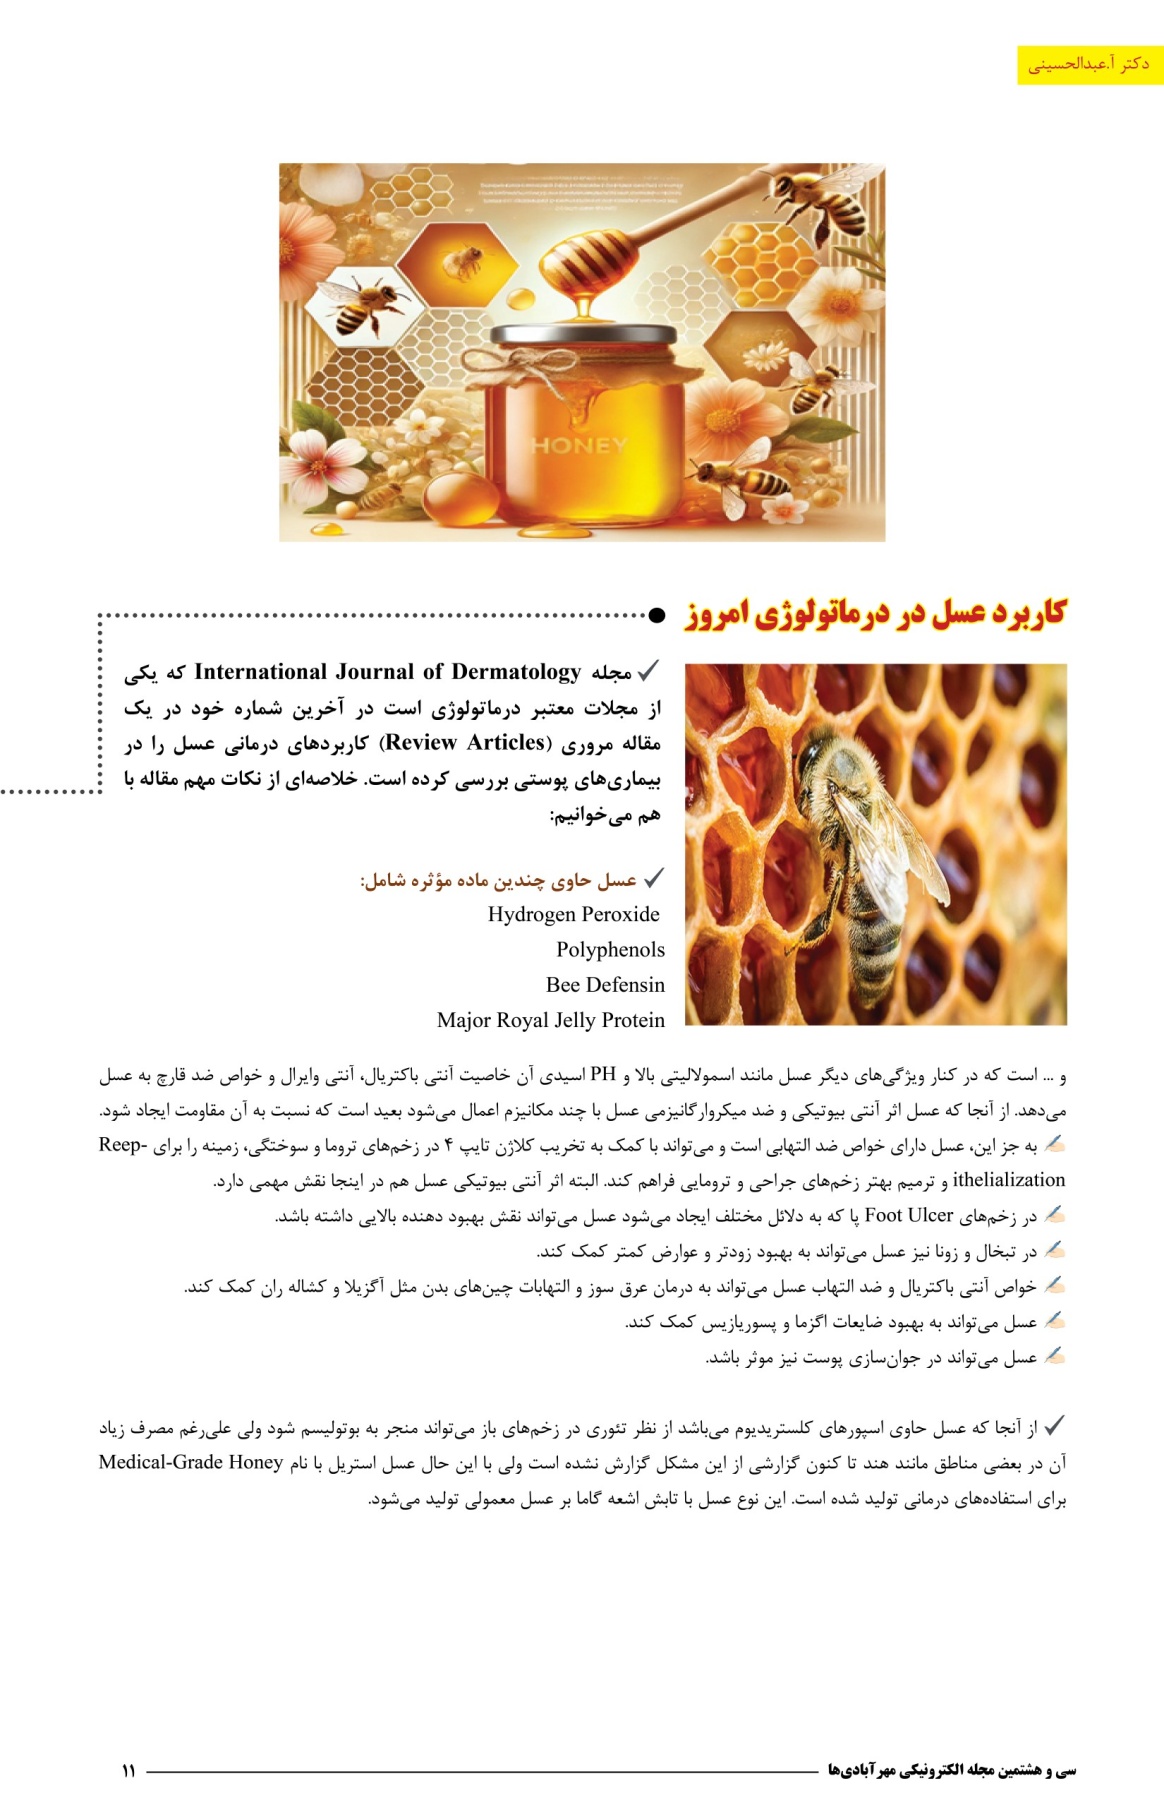 دکتر آ.عبدالحسینی
HONEY
کاربرد عسل در درماتولوژی امروز
✓ مجله International Journal of Dermatology که یکی
از مجلات معتبر درماتولوژی است در آخرین شماره خود در یک
مقاله مروری (Review Articles) کاربردهای درمانی عسل را در
بیماری‌های پوستی بررسی کرده است. خلاصه‌ای از نکات مهم مقاله با
هم می‌خوانیم:
✓ عسل حاوی چندین ماده مؤثره شامل:
Hydrogen Peroxide
Polyphenols
Bee Defensin
Major Royal Jelly Protein
و ... است که در کنار ویژگی‌های دیگر عسل مانند اسمولالیتی بالا و PH اسیدی آن خاصیت آنتی باکتریال، آنتی وایرال و خواص ضد قارچ به عسل
می‌دهد. از آنجا که عسل اثر آنتی بیوتیکی و ضد میکروارگانیزمی عسل با چند مکانیزم اعمال می‌شود بعید است که نسبت به آن مقاومت ایجاد شود.
✍ به جز این، عسل دارای خواص ضد التهابی است و می‌تواند با کمک به تخریب کلاژن تایپ ۴ در زخم‌های تروما و سوختگی، زمینه را برای Reep-
ithelialization و ترمیم بهتر زخم‌های جراحی و ترومایی فراهم کند. البته اثر آنتی بیوتیکی عسل هم در اینجا نقش مهمی دارد.
✍ در زخم‌های Foot Ulcer پا که به دلائل مختلف ایجاد می‌شود عسل می‌تواند نقش بهبود دهنده بالایی داشته باشد.
✍ در تبخال و زونا نیز عسل می‌تواند به بهبود زودتر و عوارض کمتر کمک کند.
✍ خواص آنتی باکتریال و ضد التهاب عسل می‌تواند به درمان عرق سوز و التهابات چین‌های بدن مثل آگزیلا و کشاله ران کمک کند.
✍ عسل می‌تواند به بهبود ضایعات اگزما و پسوریازیس کمک کند.
✍ عسل می‌تواند در جوان‌سازی پوست نیز موثر باشد.
✓ از آنجا که عسل حاوی اسپورهای کلستریدیوم می‌باشد از نظر تئوری در زخم‌های باز می‌تواند منجر به بوتولیسم شود ولی علی‌رغم مصرف زیاد
آن در بعضی مناطق مانند هند تا کنون گزارشی از این مشکل گزارش نشده است ولی با این حال عسل استریل با نام Medical-Grade Honey
برای استفاده‌های درمانی تولید شده است. این نوع عسل با تابش اشعه گاما بر عسل معمولی تولید می‌شود.
سی و هشتمین مجله الکترونیکی مهرآبادی‌ها
۱۱